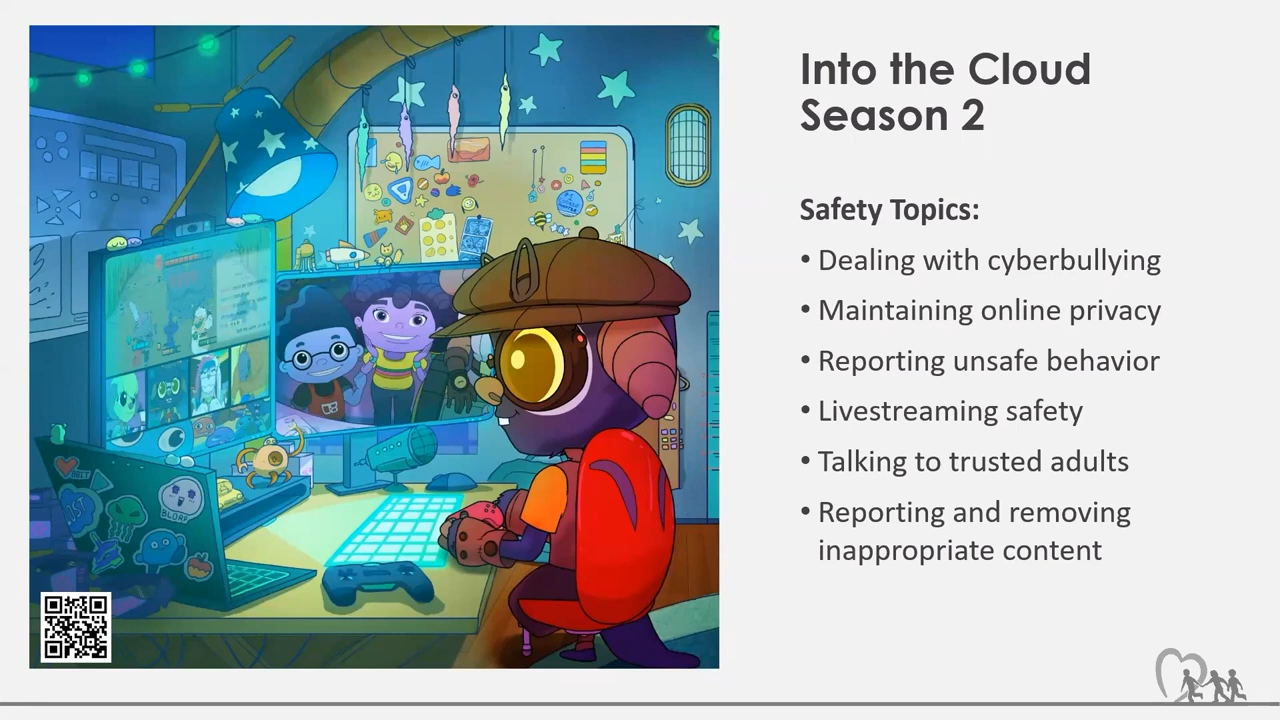 Into the Cloud
Season 2
Safety Topics:
• Dealing with cyberbullying
• Maintaining online privacy
• Reporting unsafe behavior
• Livestreaming safety
• Talking to trusted adults
• Reporting and removing
inappropriate content
BLORP